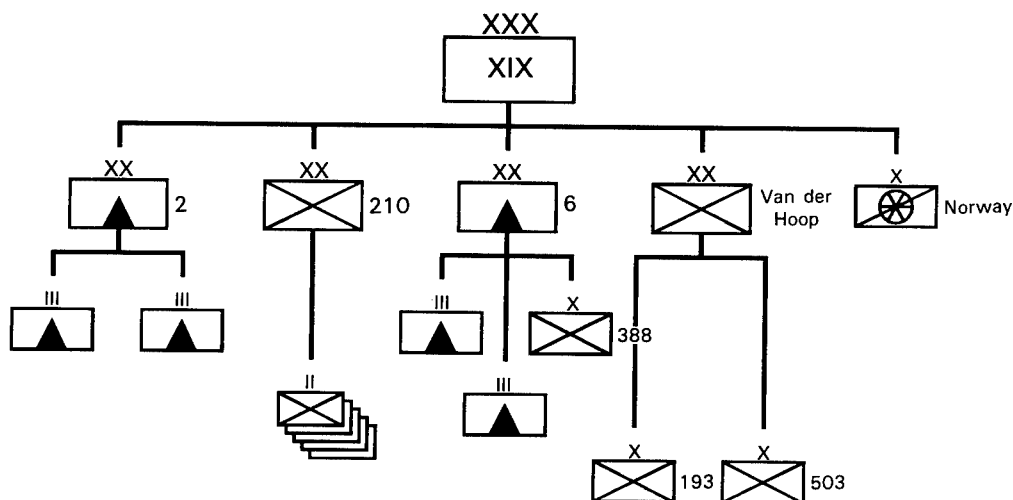 XXX
XIX
XX
2
XX
210
XX
6
XX
Van der
Hoop
X
Norway
III
III
III
X
388
II
III
X
193
X
503